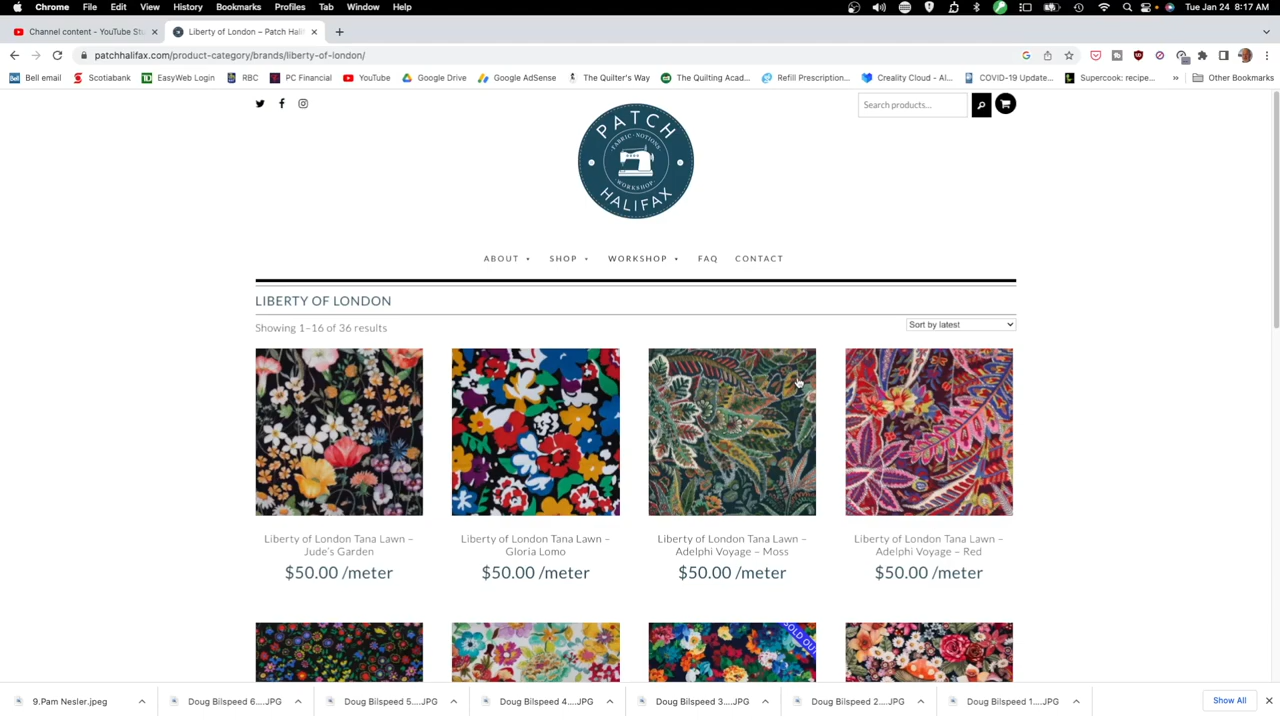 Chrome File Edit View History Bookmarks Profiles Tab Window Help Tue Jan 24 8:17 AM
Channel content - YouTube Stu Liberty of London – Patch Halif
patchhalifax.com/product-category/brands/liberty-of-london/
Bell email Scotiabank EasyWeb Login RBC PC Financial YouTube Google Drive Google AdSense The Quilter's Way The Quilting Acad... Refill Prescription... Creality Cloud - AI... COVID-19 Update... Supercook: recipe... » Other Bookmarks
Search products...
PATCH
FABRIC · NOTIONS
WORKSHOP
HALIFAX
ABOUT SHOP WORKSHOP FAQ CONTACT
LIBERTY OF LONDON
Showing 1–16 of 36 results
Sort by latest
Liberty of London Tana Lawn –
Jude's Garden
$50.00 /meter
Liberty of London Tana Lawn –
Gloria Lomo
$50.00 /meter
Liberty of London Tana Lawn –
Adelphi Voyage – Moss
$50.00 /meter
Liberty of London Tana Lawn –
Adelphi Voyage – Red
$50.00 /meter
SOLD OUT
9.Pam Nesler.jpeg Doug Bilspeed 6....JPG Doug Bilspeed 5....JPG Doug Bilspeed 4....JPG Doug Bilspeed 3....JPG Doug Bilspeed 2....JPG Doug Bilspeed 1....JPG Show All